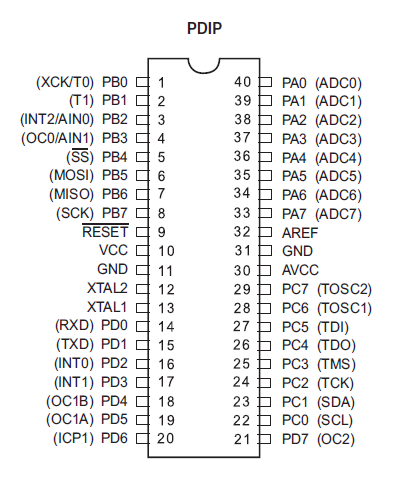 PDIP
(XCK/T0) PB0 1 40 PA0 (ADC0)
(T1) PB1 2 39 PA1 (ADC1)
(INT2/AIN0) PB2 3 38 PA2 (ADC2)
(OC0/AIN1) PB3 4 37 PA3 (ADC3)
(S̅S̅) PB4 5 36 PA4 (ADC4)
(MOSI) PB5 6 35 PA5 (ADC5)
(MISO) PB6 7 34 PA6 (ADC6)
(SCK) PB7 8 33 PA7 (ADC7)
R̅E̅S̅E̅T̅ 9 32 AREF
VCC 10 31 GND
GND 11 30 AVCC
XTAL2 12 29 PC7 (TOSC2)
XTAL1 13 28 PC6 (TOSC1)
(RXD) PD0 14 27 PC5 (TDI)
(TXD) PD1 15 26 PC4 (TDO)
(INT0) PD2 16 25 PC3 (TMS)
(INT1) PD3 17 24 PC2 (TCK)
(OC1B) PD4 18 23 PC1 (SDA)
(OC1A) PD5 19 22 PC0 (SCL)
(ICP1) PD6 20 21 PD7 (OC2)